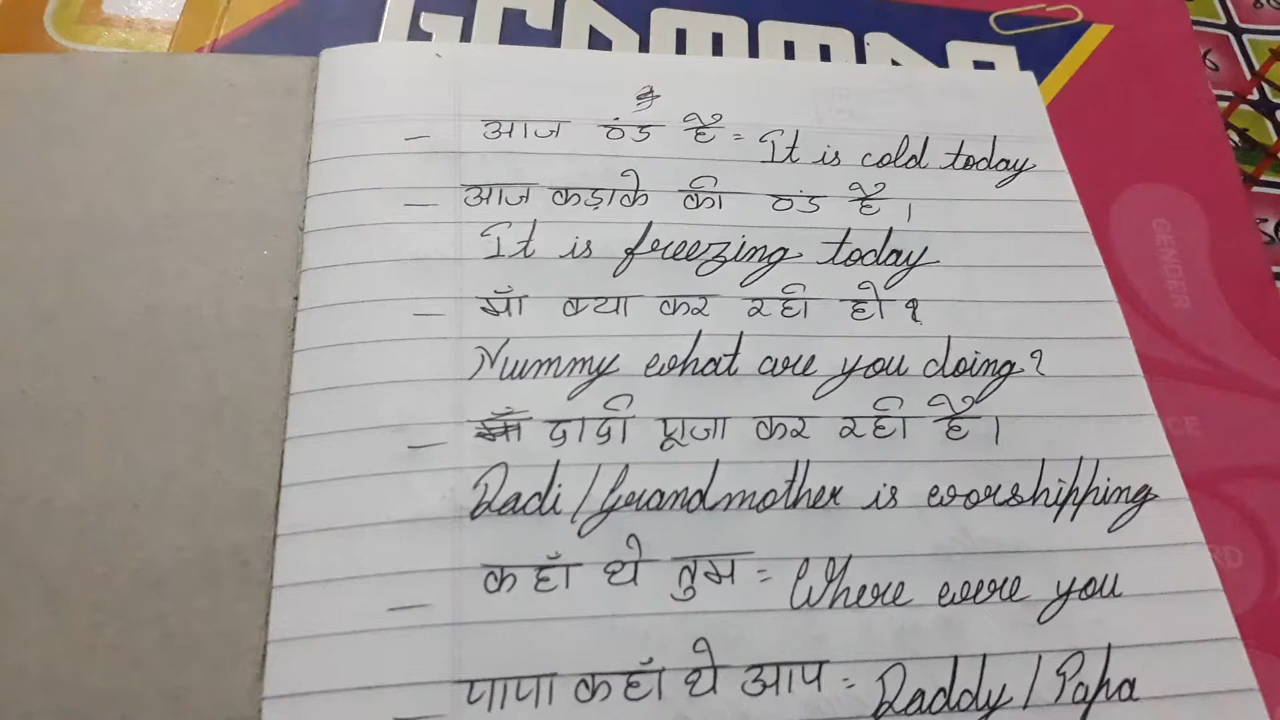 GRAMMAR
- आज ठंड है = It is cold today
- आज कड़ाके की ठंड है।
It is freezing today
- माँ क्या कर रही हो?
Mummy what are you doing?
- दादी पूजा कर रही है।
Dadi/Grandmother is worshipping
- कहाँ थे तुम = Where were you
- पापा कहाँ थे आप = Daddy/Papa
GENDER